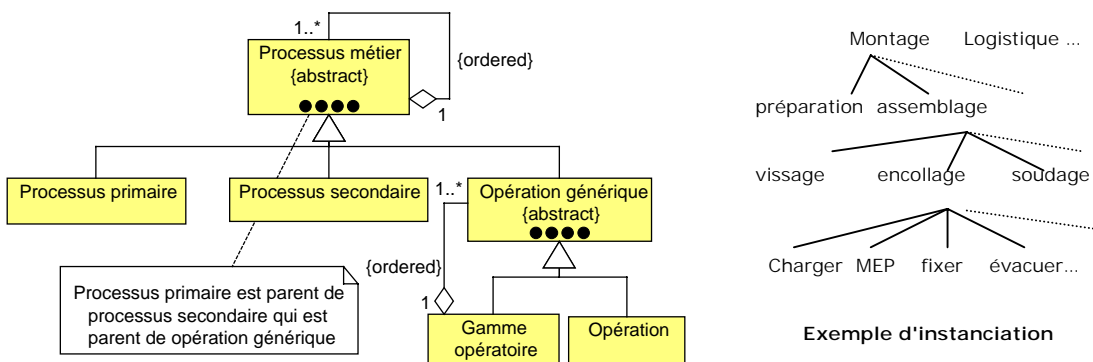 1..*
Processus métier
{abstract}
{ordered}
1
Processus primaire
Processus secondaire
1..*
Opération générique
{abstract}
{ordered}
1
Processus primaire est parent de
processus secondaire qui est
parent de opération générique
Gamme
opératoire
Opération
Montage Logistique ...
préparation assemblage
vissage encollage soudage
Charger MEP fixer évacuer...
Exemple d'instanciation